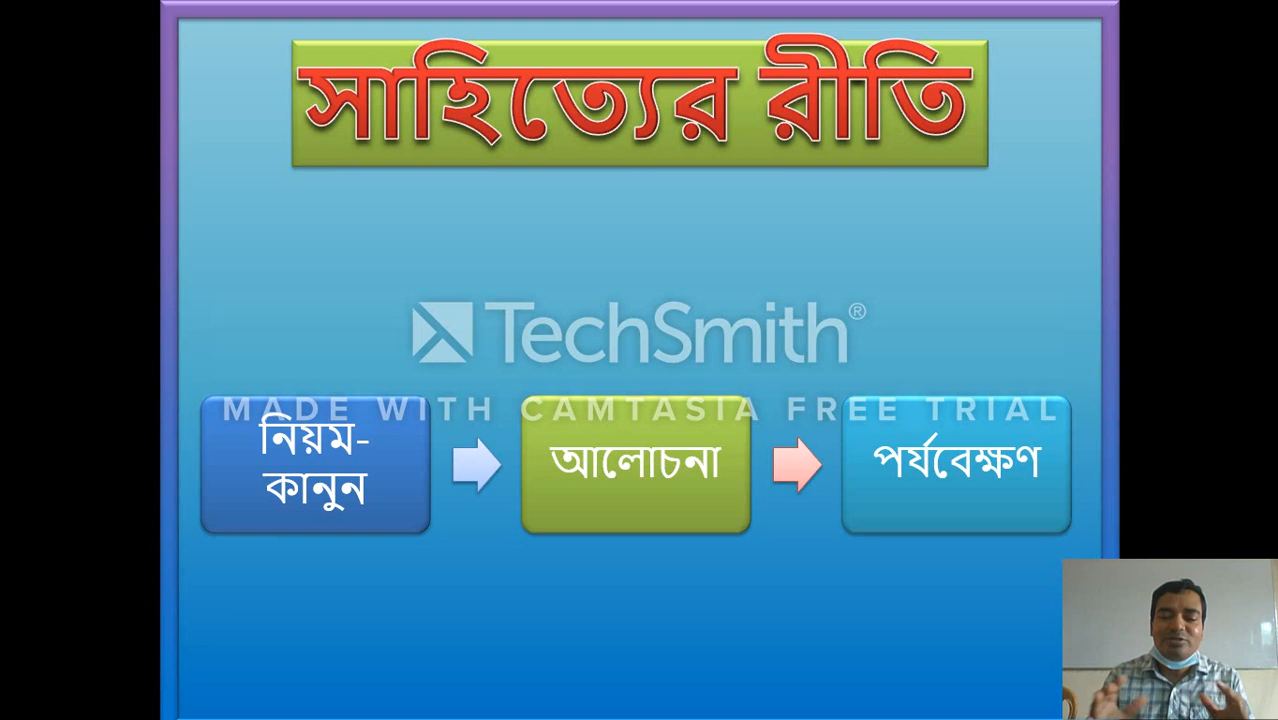 সাহিত্যের রীতি
TechSmith®
MADE WITH CAMTASIA FREE TRIAL
নিয়ম-
কানুন
আলোচনা
পর্যবেক্ষণ